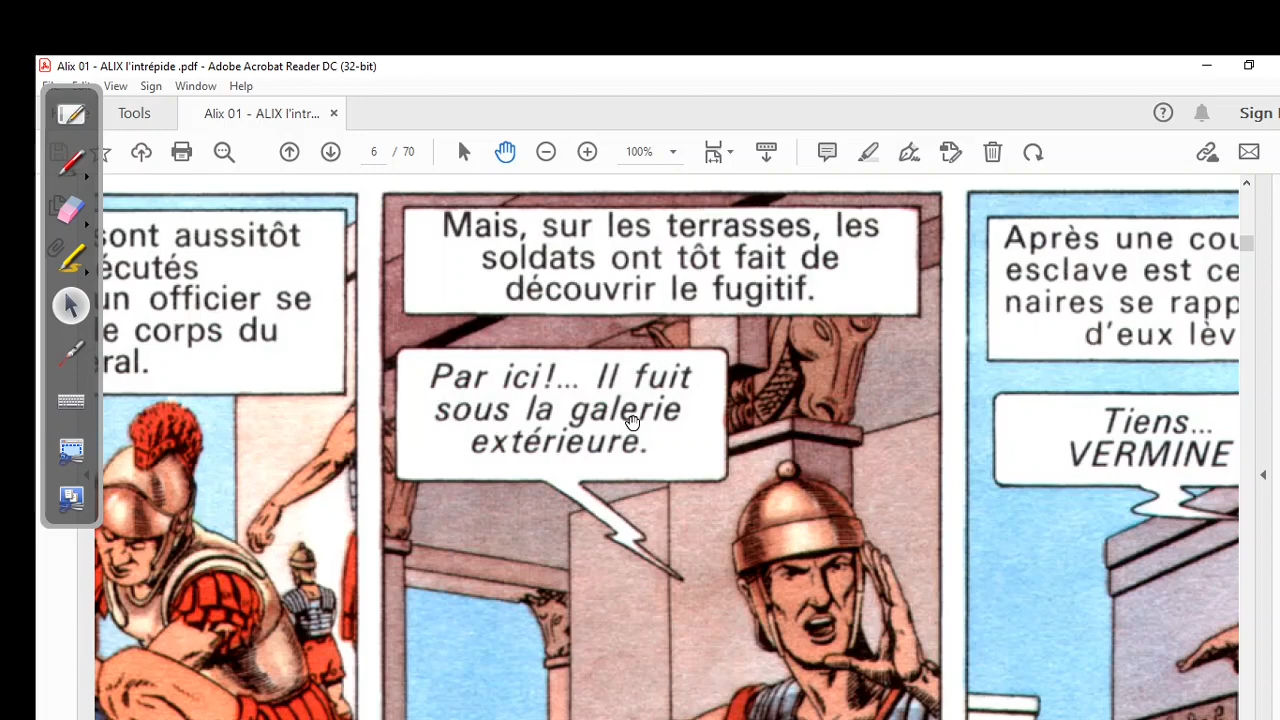 Alix 01 - ALIX l'intrépide .pdf - Adobe Acrobat Reader DC (32-bit)
View Sign Window Help
Tools
Alix 01 - ALIX l'intr...
Sign
6 / 70
100%
sont aussitôt
écutés
un officier se
le corps du
éral.
Mais, sur les terrasses, les
soldats ont tôt fait de
découvrir le fugitif.
Par ici!... Il fuit
sous la galerie
extérieure.
Après une cou
esclave est ce
naires se rapp
d'eux lèv
Tiens...
VERMINE